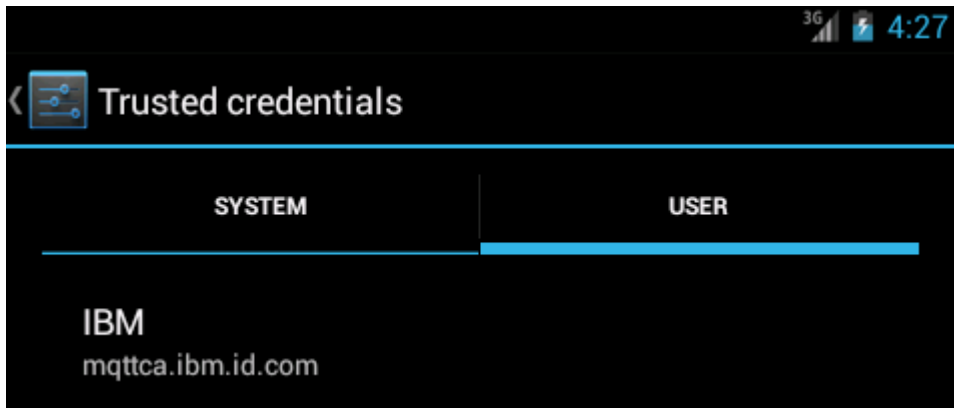 3G 4:27
Trusted credentials
SYSTEM USER
IBM
mqttca.ibm.id.com